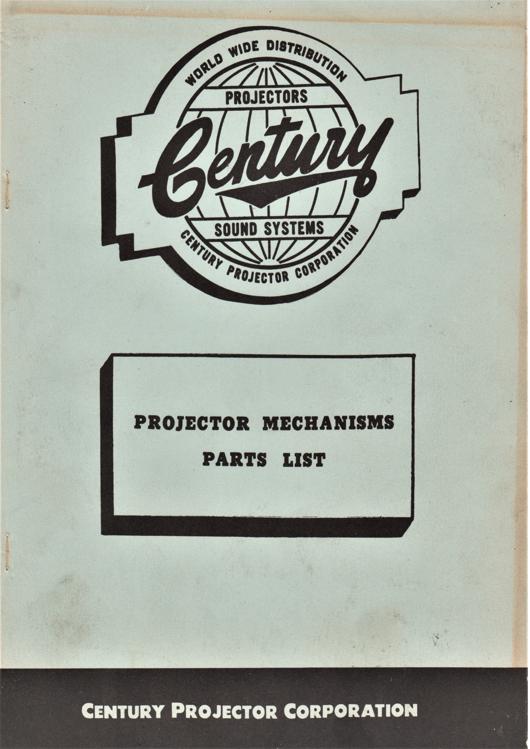 WORLD WIDE DISTRIBUTION
PROJECTORS
Century
SOUND SYSTEMS
CENTURY PROJECTOR CORPORATION
PROJECTOR MECHANISMS
PARTS LIST
CENTURY PROJECTOR CORPORATION